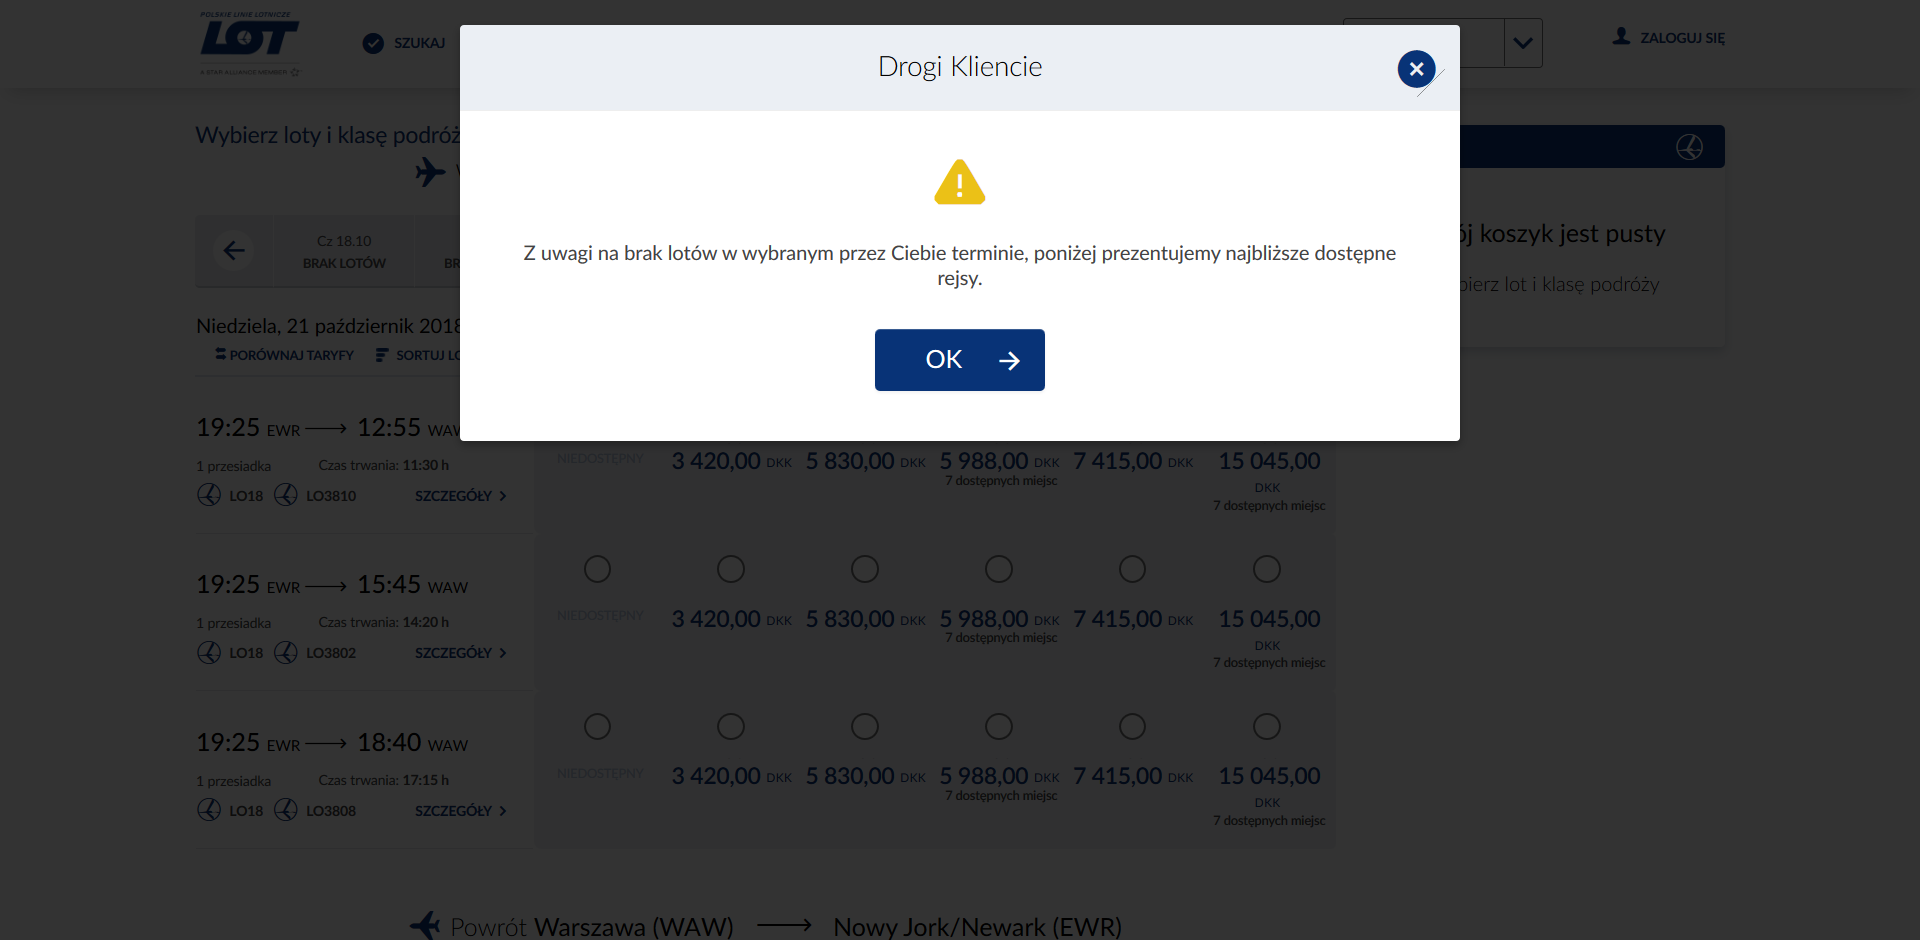 POLSKIE LINIE LOTNICZE
LOT
A STAR ALLIANCE MEMBER
SZUKAJ
ZALOGUJ SIĘ
Drogi Kliencie
Z uwagi na brak lotów w wybranym przez Ciebie terminie, poniżej prezentujemy najbliższe dostępne
rejsy.
OK
Wybierz loty i klasę podróż
Cz 18.10
BRAK LOTÓW
BR
koszyk jest pusty
lot i klasę podróży
Niedziela, 21 październik 2018
PORÓWNAJ TARYFY SORTUJ LO
19:25 EWR 12:55 WAW
1 przesiadka Czas trwania: 11:30 h
LO18 LO3810 SZCZEGÓŁY
NIEDOSTĘPNY 3 420,00 DKK 5 830,00 DKK 5 988,00 DKK 7 415,00 DKK 15 045,00
7 dostępnych miejsc DKK
7 dostępnych miejsc
19:25 EWR 15:45 WAW
1 przesiadka Czas trwania: 14:20 h
LO18 LO3802 SZCZEGÓŁY
NIEDOSTĘPNY 3 420,00 DKK 5 830,00 DKK 5 988,00 DKK 7 415,00 DKK 15 045,00
7 dostępnych miejsc DKK
7 dostępnych miejsc
19:25 EWR 18:40 WAW
1 przesiadka Czas trwania: 17:15 h
LO18 LO3808 SZCZEGÓŁY
NIEDOSTĘPNY 3 420,00 DKK 5 830,00 DKK 5 988,00 DKK 7 415,00 DKK 15 045,00
7 dostępnych miejsc DKK
7 dostępnych miejsc
Powrót Warszawa (WAW) Nowy Jork/Newark (EWR)